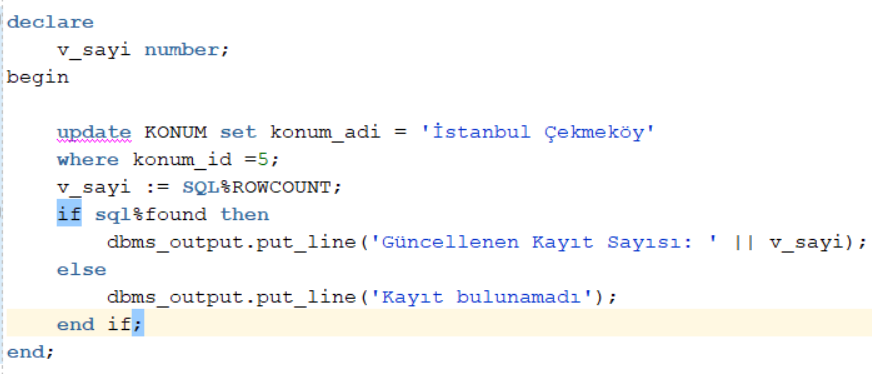 declare
    v_sayi number;
begin

    update KONUM set konum_adi = 'İstanbul Çekmeköy'
    where konum_id =5;
    v_sayi := SQL%ROWCOUNT;
    if sql%found then
        dbms_output.put_line('Güncellenen Kayıt Sayısı: ' || v_sayi);
    else
        dbms_output.put_line('Kayıt bulunamadı');
    end if;
end;